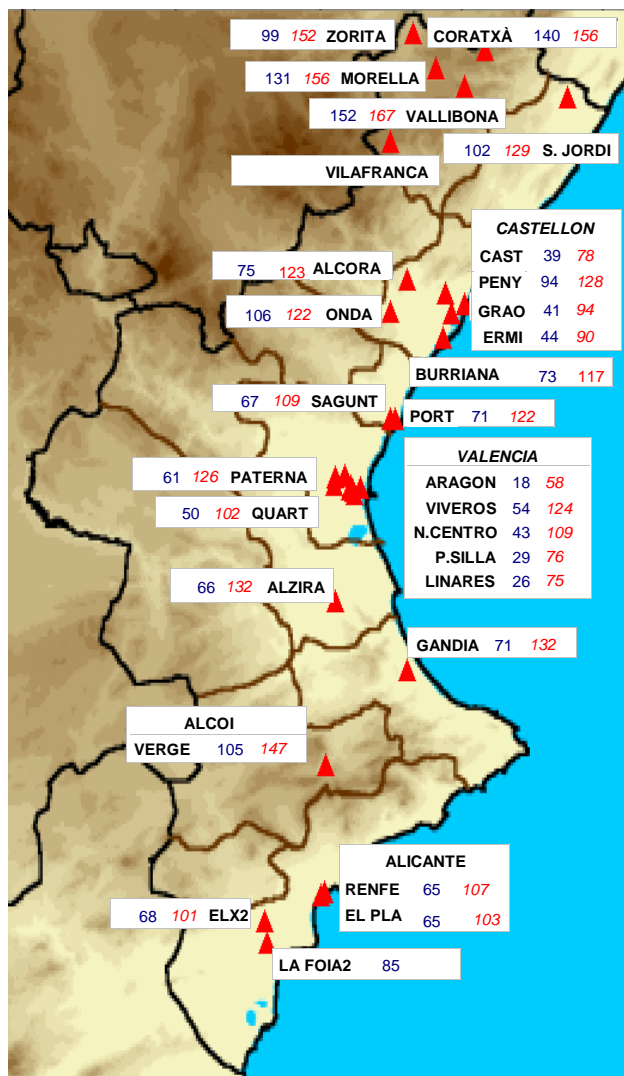 99 152 ZORITA
CORATXÀ 140 156
131 156 MORELLA
152 167 VALLIBONA
102 129 S. JORDI
VILAFRANCA
CASTELLON
CAST 39 78
PENY 94 128
GRAO 41 94
ERMI 44 90
75 123 ALCORA
106 122 ONDA
BURRIANA 73 117
67 109 SAGUNT
PORT 71 122
VALENCIA
ARAGON 18 58
VIVEROS 54 124
N.CENTRO 43 109
P.SILLA 29 76
LINARES 26 75
61 126 PATERNA
50 102 QUART
66 132 ALZIRA
GANDIA 71 132
ALCOI
VERGE 105 147
ALICANTE
RENFE 65 107
EL PLA 65 103
68 101 ELX2
LA FOIA2 85